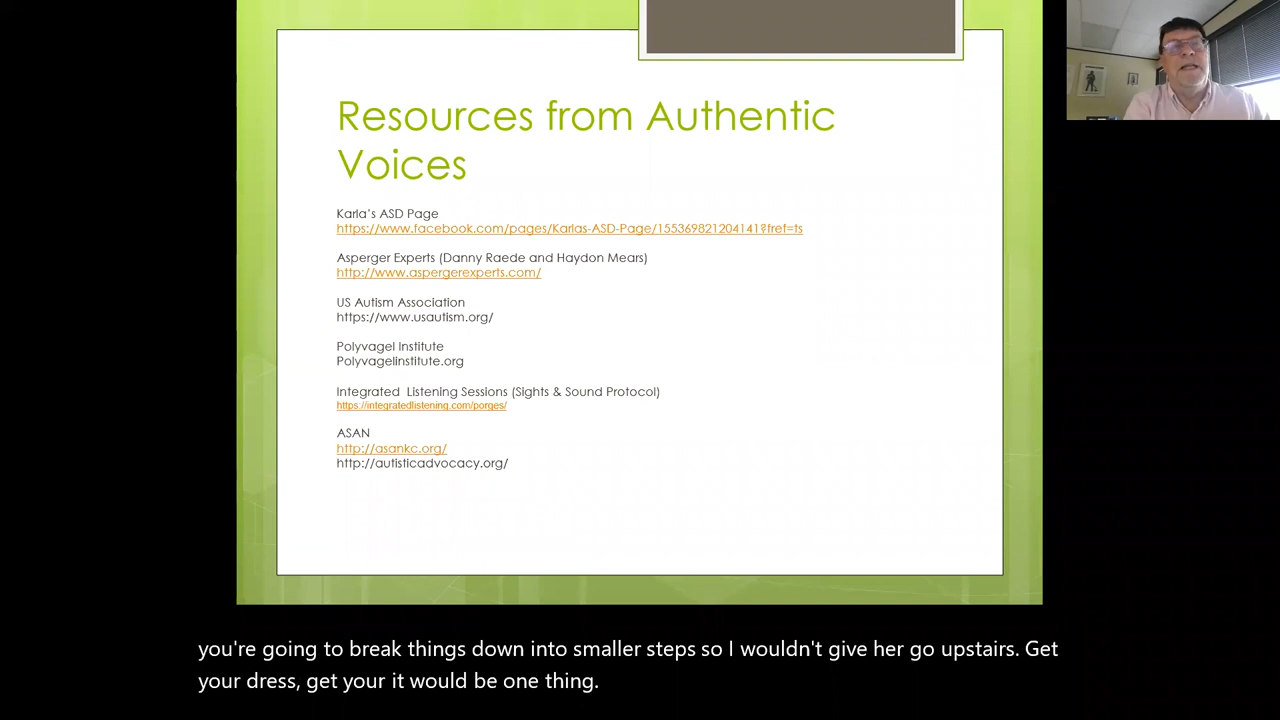 Resources from Authentic
Voices
Karla's ASD Page
https://www.facebook.com/pages/Karlas-ASD-Page/155369821204141?fref=ts
Asperger Experts (Danny Raede and Haydon Mears)
http://www.aspergerexperts.com/
US Autism Association
https://www.usautism.org/
Polyvagel Institute
Polyvagelinstitute.org
Integrated  Listening Sessions (Sights & Sound Protocol)
https://integratedlistening.com/porges/
ASAN
http://asankc.org/
http://autisticadvocacy.org/
you're going to break things down into smaller steps so I wouldn't give her go upstairs. Get
your dress, get your it would be one thing.